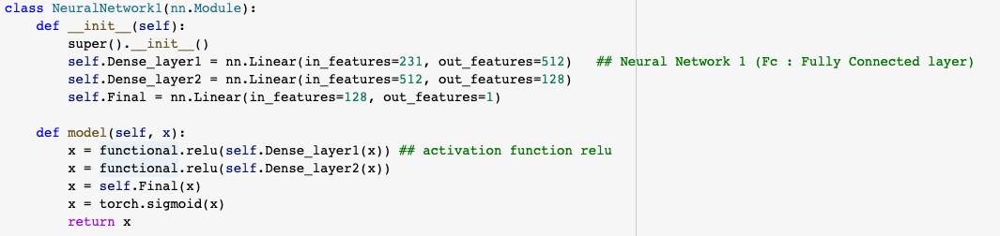 class NeuralNetwork1(nn.Module):
    def __init__(self):
        super().__init__()
        self.Dense_layer1 = nn.Linear(in_features=231, out_features=512)   ## Neural Network 1 (Fc : Fully Connected layer)
        self.Dense_layer2 = nn.Linear(in_features=512, out_features=128)
        self.Final = nn.Linear(in_features=128, out_features=1)
    def model(self, x):
        x = functional.relu(self.Dense_layer1(x)) ## activation function relu
        x = functional.relu(self.Dense_layer2(x))
        x = self.Final(x)
        x = torch.sigmoid(x)
        return x